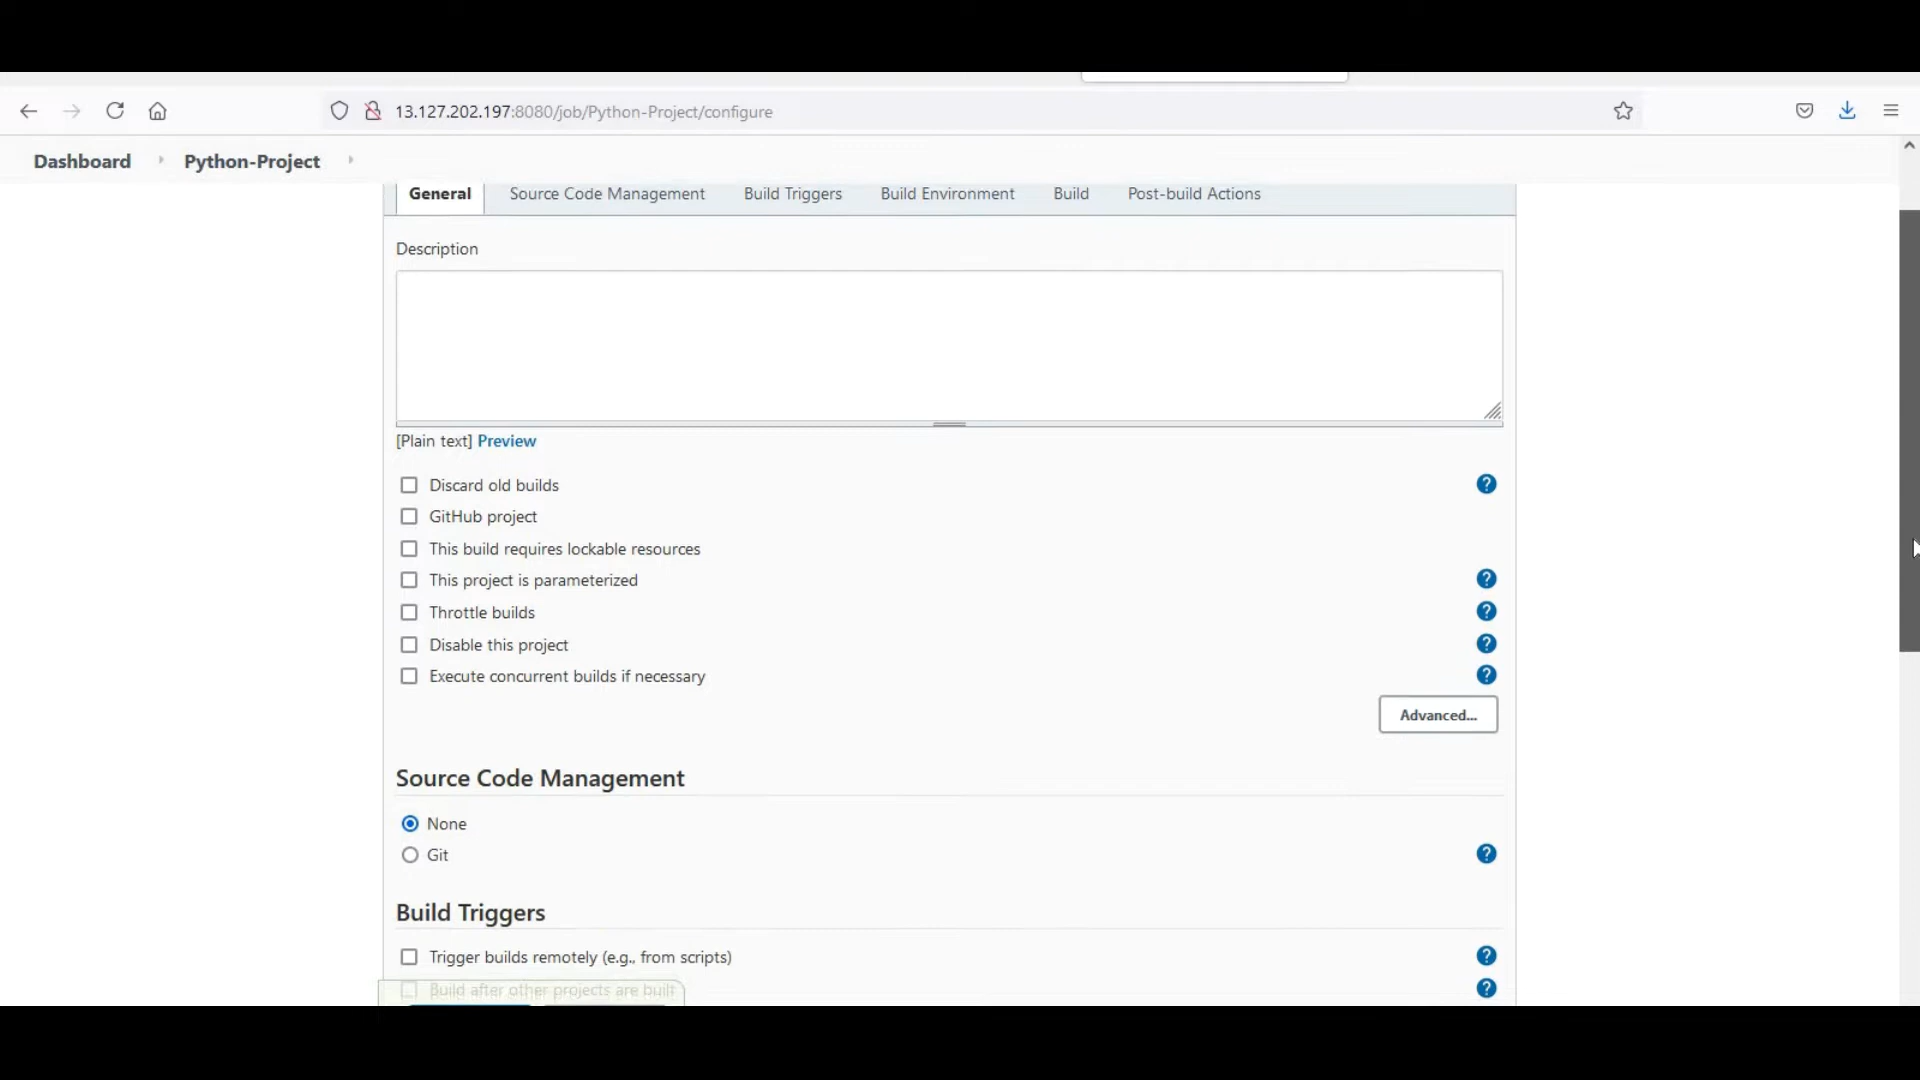 13.127.202.197:8080/job/Python-Project/configure
Dashboard Python-Project
General Source Code Management Build Triggers Build Environment Build Post-build Actions
Description
[Plain text] Preview
Discard old builds ?
GitHub project
This build requires lockable resources
This project is parameterized ?
Throttle builds ?
Disable this project ?
Execute concurrent builds if necessary ?
Advanced...
Source Code Management
None
Git ?
Build Triggers
Trigger builds remotely (e.g., from scripts) ?
Build after other projects are built ?